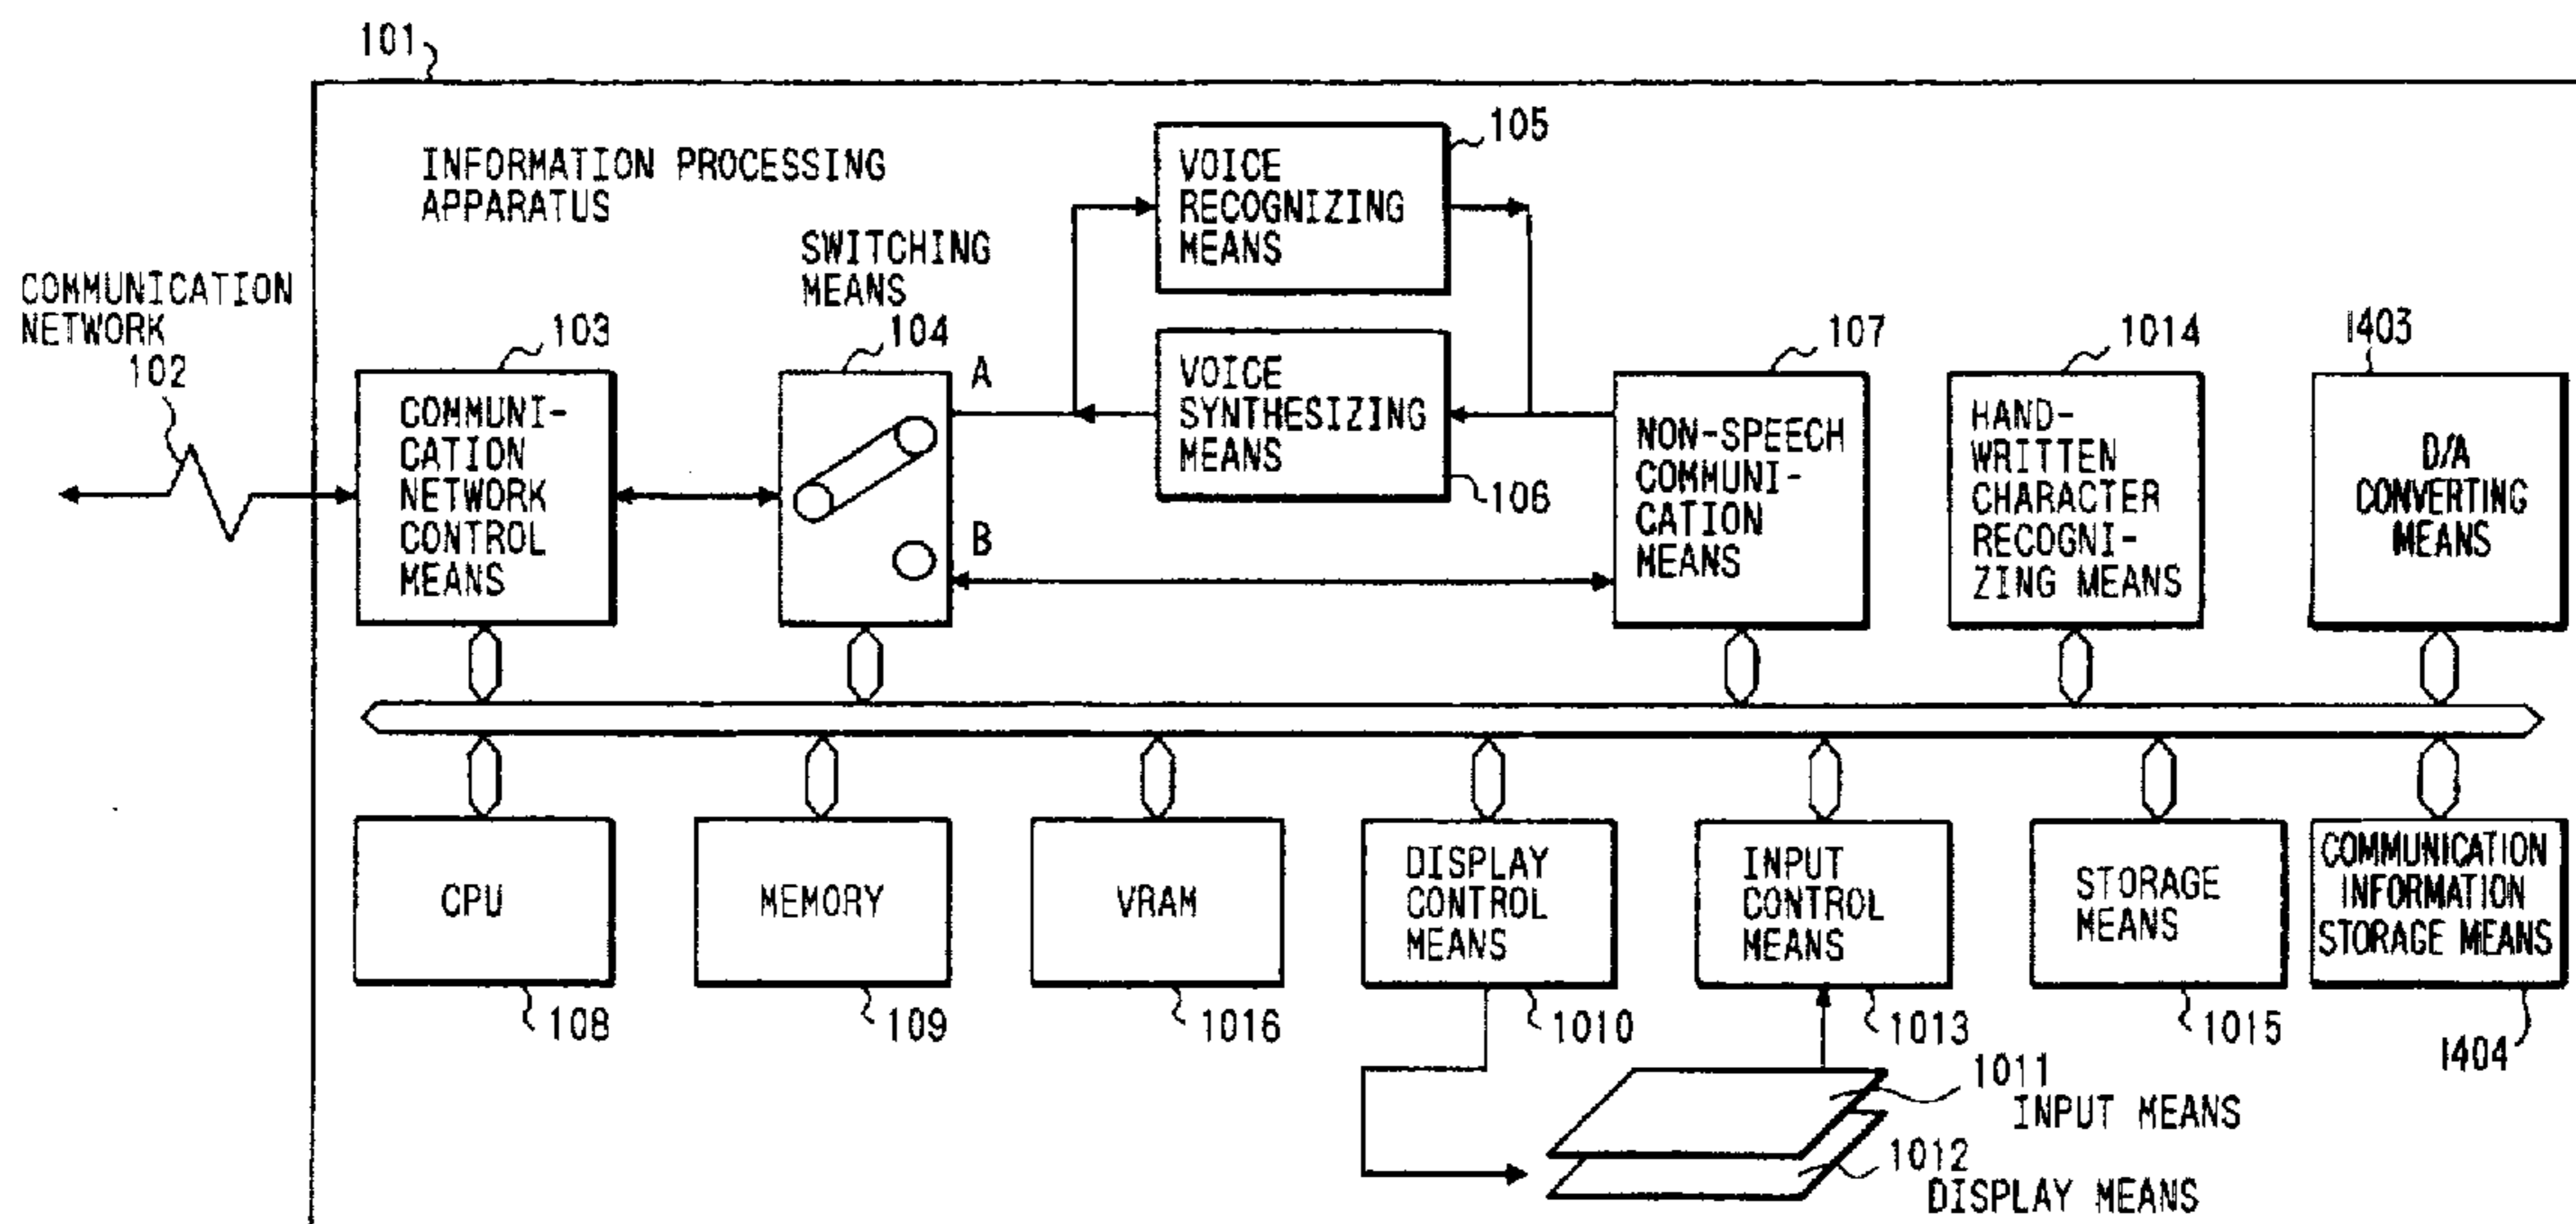 101
INFORMATION PROCESSING
APPARATUS
COMMUNICATION
NETWORK
102
103
COMMUNI-
CATION
NETWORK
CONTROL
MEANS
SWITCHING
MEANS
104
A
B
105
VOICE
RECOGNIZING
MEANS
VOICE
SYNTHESIZING
MEANS
106
107
NON-SPEECH
COMMUNI-
CATION
MEANS
1014
HAND-
WRITTEN
CHARACTER
RECOGNI-
ZING MEANS
1403
D/A
CONVERTING
MEANS
CPU
108
MEMORY
109
VRAM
1016
DISPLAY
CONTROL
MEANS
1010
INPUT
CONTROL
MEANS
1013
STORAGE
MEANS
1015
COMMUNICATION
INFORMATION
STORAGE MEANS
1404
1011
INPUT MEANS
1012
DISPLAY MEANS